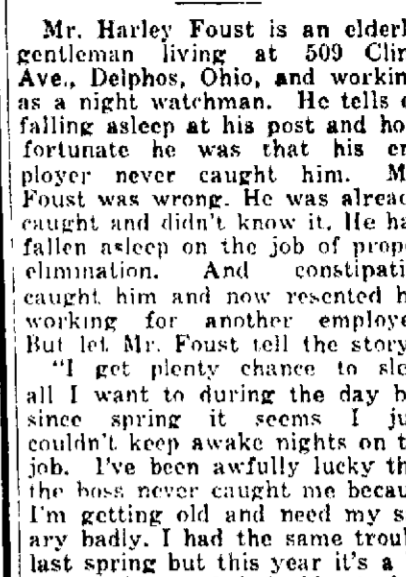 Mr. Harley Foust is an elderl
gentleman living at 509 Clin
Ave., Delphos, Ohio, and workin
as a night watchman. He tells o
falling asleep at his post and ho
fortunate he was that his em
ployer never caught him. M
Foust was wrong. He was alread
caught and didn't know it. He ha
fallen asleep on the job of prope
elimination. And constipati
caught him and now resented h
working for another employe
But let Mr. Foust tell the story
"I get plenty chance to sle
all I want to during the day b
since spring it seems I ju
couldn't keep awake nights on t
job. I've been awfully lucky th
the boss never caught me becau
I'm getting old and need my s
ary badly. I had the same troub
last spring but this year it's a